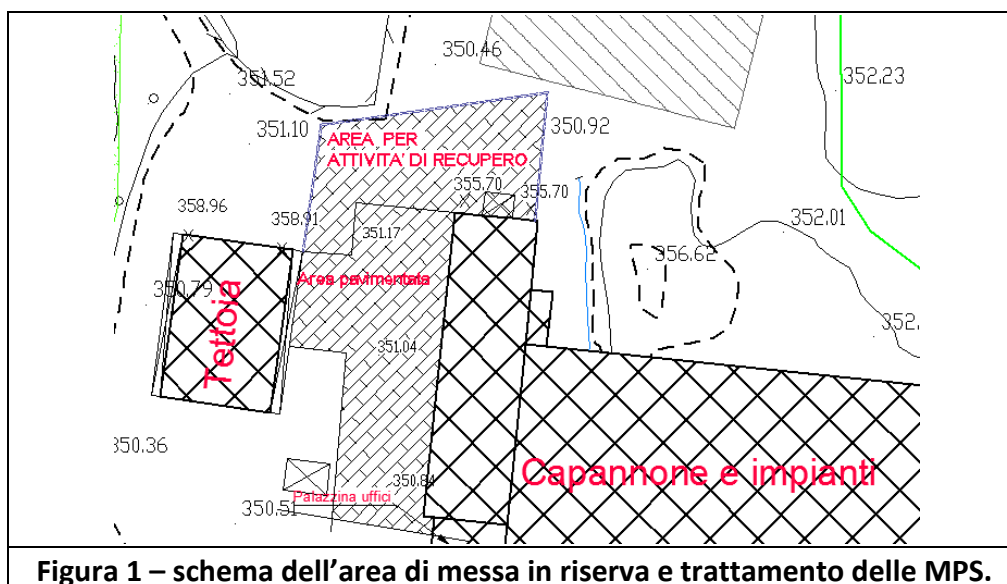 350.46
351.52
352.23
351.10
350.92
AREA PER
ATTIVITA' DI RECUPERO
355.70
355.70
358.96
358.91
351.17
352.01
356.62
Area pavimentata
350.79
Tettoia
351.04
352.
350.36
Capannone e impianti
350.84
Palazzina uffici
350.51
Figura 1 – schema dell'area di messa in riserva e trattamento delle MPS.